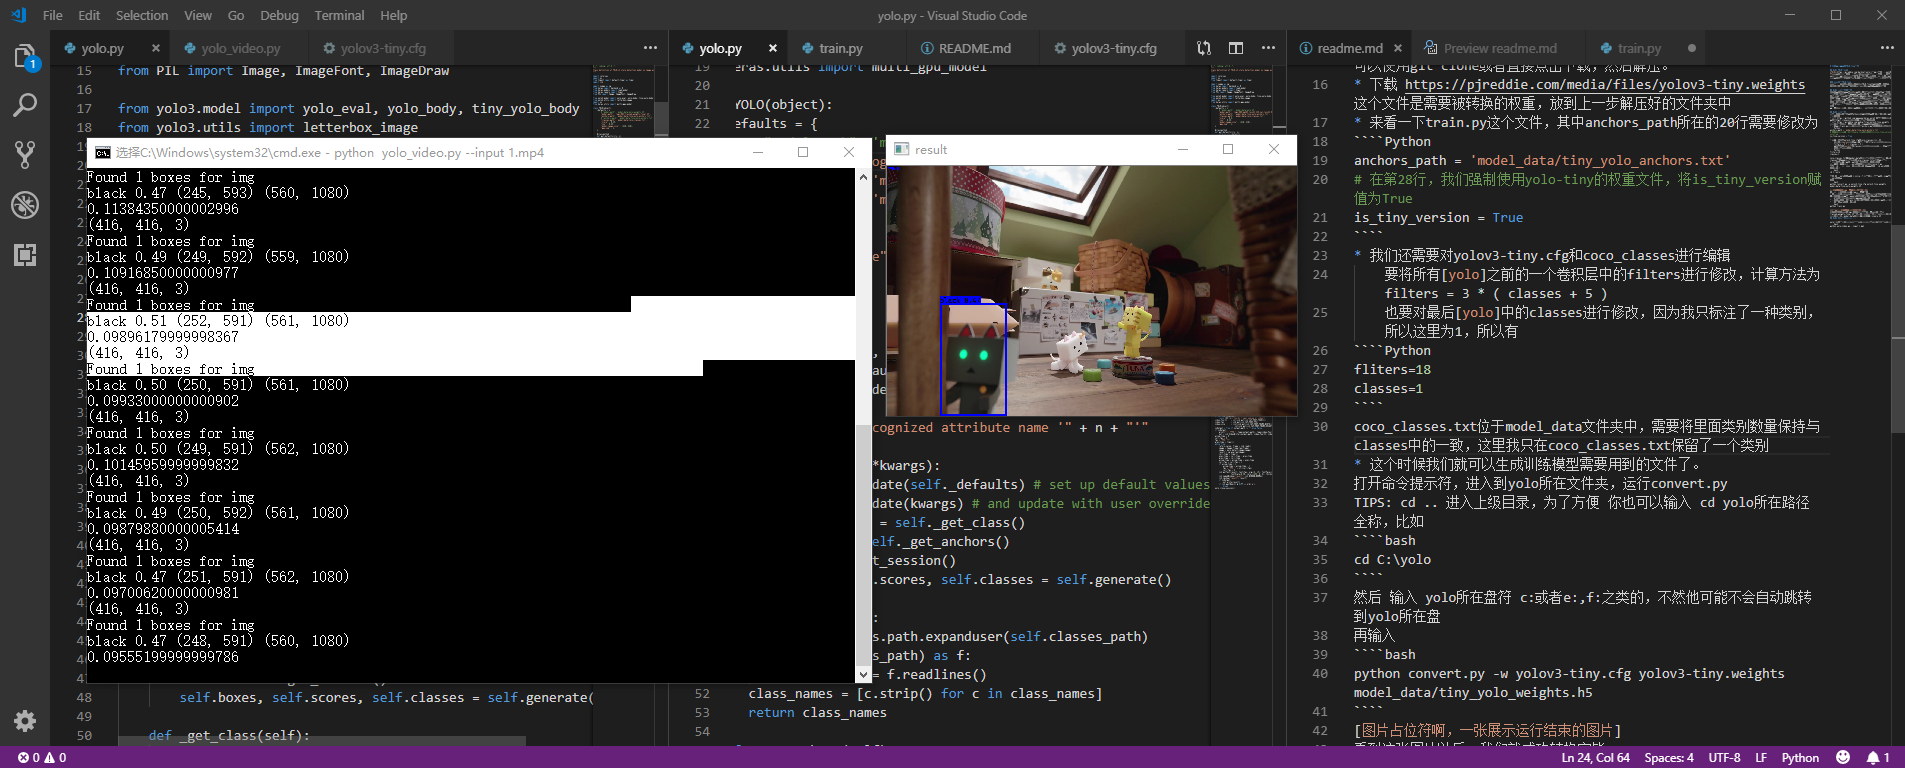 File Edit Selection View Go Debug Terminal Help
yolo.py - Visual Studio Code
yolo.py
yolo_video.py
yolov3-tiny.cfg
yolo.py
train.py
README.md
yolov3-tiny.cfg
readme.md
Preview readme.md
train.py
1
15 from PIL import Image, ImageFont, ImageDraw
16
17 from yolo3.model import yolo_eval, yolo_body, tiny_yolo_body
18 from yolo3.utils import letterbox_image
选择C:\Windows\system32\cmd.exe - python yolo_video.py --input 1.mp4
Found 1 boxes for img
black 0.47 (245, 593) (560, 1080)
0.11384350000002996
(416, 416, 3)
Found 1 boxes for img
black 0.49 (249, 592) (559, 1080)
0.10916850000000977
(416, 416, 3)
Found 1 boxes for img
black 0.51 (252, 591) (561, 1080)
0.09896179999998367
(416, 416, 3)
Found 1 boxes for img
black 0.50 (250, 591) (561, 1080)
0.09933000000000902
(416, 416, 3)
Found 1 boxes for img
black 0.50 (249, 591) (562, 1080)
0.10145959999999832
(416, 416, 3)
Found 1 boxes for img
black 0.49 (250, 592) (561, 1080)
0.09879880000005414
(416, 416, 3)
Found 1 boxes for img
black 0.47 (251, 591) (562, 1080)
0.09700620000000981
(416, 416, 3)
Found 1 boxes for img
black 0.47 (248, 591) (560, 1080)
0.09555199999999786
48 self.boxes, self.scores, self.classes = self.generate(
49
50 def _get_class(self):
19 eras.utils import multi_gpu_model
20
21 YOLO(object):
22 efaults = {
result
cognized attribute name '" + n + "'"
*kwargs):
date(self._defaults) # set up default values
date(kwargs) # and update with user override
= self._get_class()
elf._get_anchors()
t_session()
.scores, self.classes = self.generate()
:
s.path.expanduser(self.classes_path)
s_path) as f:
= f.readlines()
52 class_names = [c.strip() for c in class_names]
53 return class_names
54
可以使用git clone或者直接点击下载，然后解压。
16 * 下载 https://pjreddie.com/media/files/yolov3-tiny.weights
这个文件是需要被转换的权重，放到上一步解压好的文件夹中
17 * 来看一下train.py这个文件，其中anchors_path所在的20行需要修改为
18 ````Python
19 anchors_path = 'model_data/tiny_yolo_anchors.txt'
20 # 在第28行，我们强制使用yolo-tiny的权重文件，将is_tiny_version赋
值为True
21 is_tiny_version = True
22 ````
23 * 我们还需要对yolov3-tiny.cfg和coco_classes进行编辑
24 要将所有[yolo]之前的一个卷积层中的filters进行修改，计算方法为
filters = 3 * ( classes + 5 )
25 也要对最后[yolo]中的classes进行修改，因为我只标注了一种类别，
所以这里为1，所以有
26 ````Python
27 fliters=18
28 classes=1
29 ````
30 coco_classes.txt位于model_data文件夹中，需要将里面类别数量保持与
classes中的一致，这里我只在coco_classes.txt保留了一个类别
31 * 这个时候我们就可以生成训练模型需要用到的文件了。
32 打开命令提示符，进入到yolo所在文件夹，运行convert.py
33 TIPS: cd .. 进入上级目录，为了方便 你也可以输入 cd yolo所在路径
全称，比如
34 ````bash
35 cd C:\yolo
36 ````
37 然后 输入 yolo所在盘符 c:或者e:,f:之类的，不然他可能不会自动跳转
到yolo所在盘
38 再输入
39 ````bash
40 python convert.py -w yolov3-tiny.cfg yolov3-tiny.weights
model_data/tiny_yolo_weights.h5
41 ````
42 [图片占位符啊，一张展示运行结束的图片]
0 0
Ln 24, Col 64 Spaces: 4 UTF-8 LF Python 1